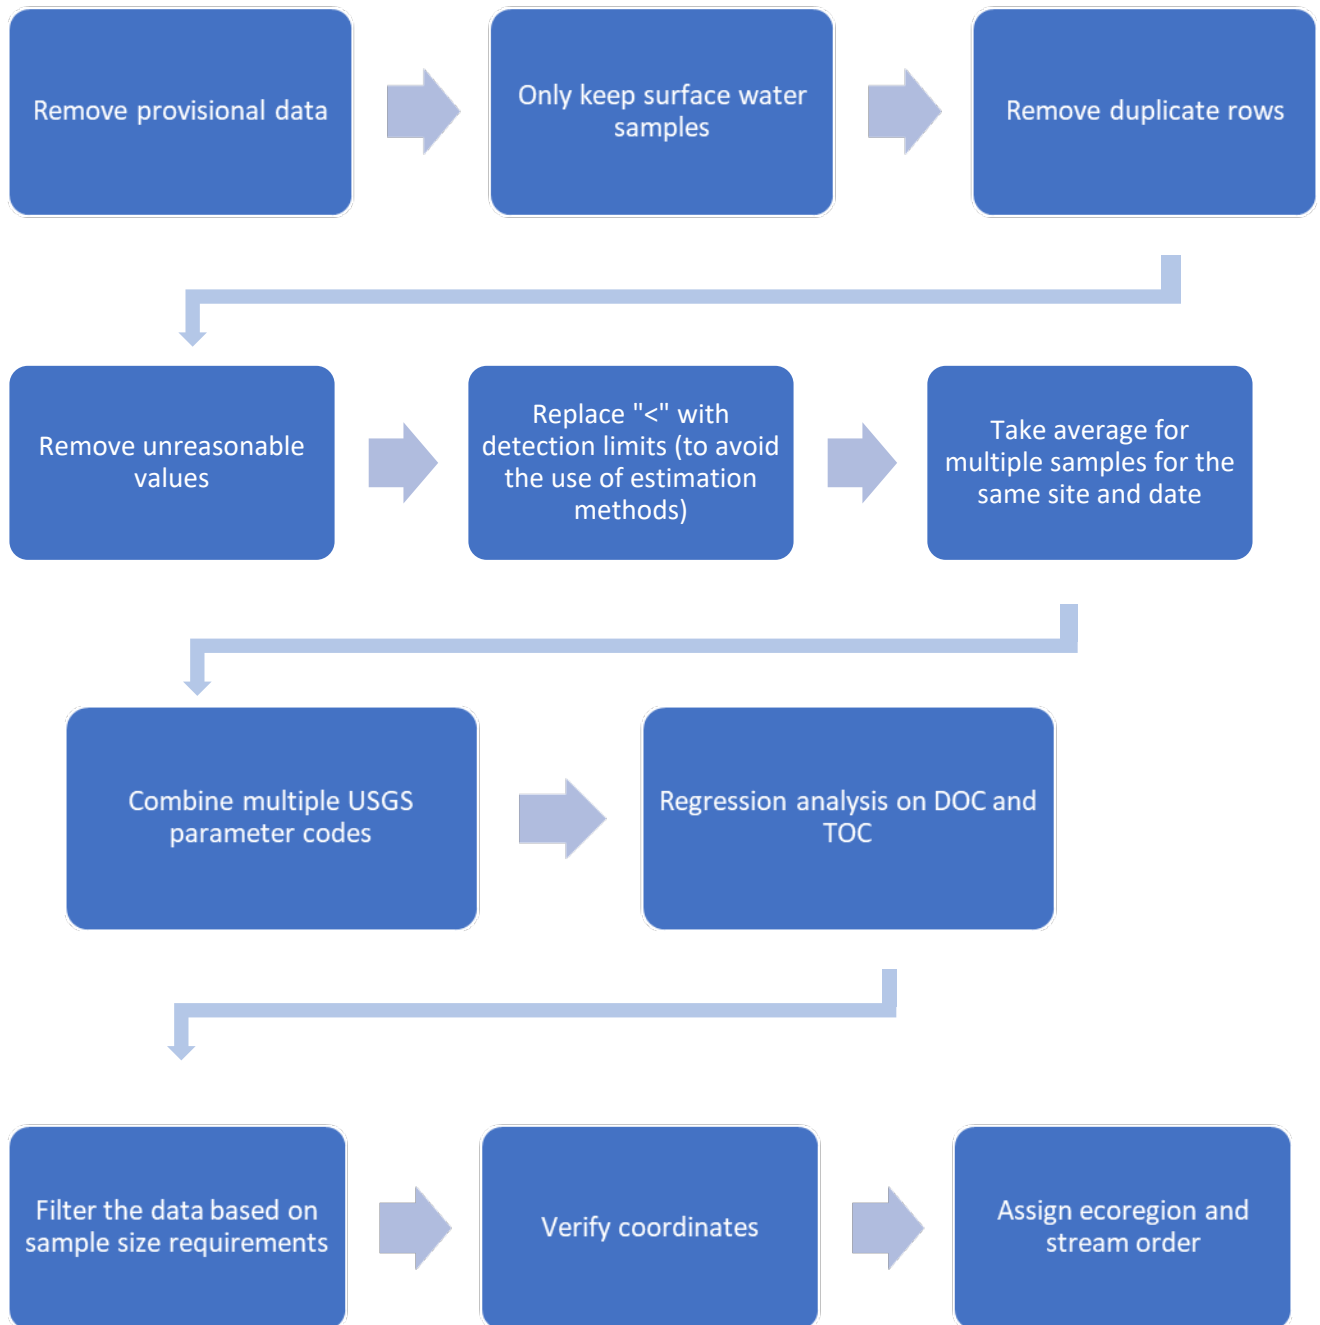 Remove provisional data
Only keep surface water
samples
Remove duplicate rows
Remove unreasonable
values
Replace "<" with
detection limits (to avoid
the use of estimation
methods)
Take average for
multiple samples for the
same site and date
Combine multiple USGS
parameter codes
Regression analysis on DOC and
TOC
Filter the data based on
sample size requirements
Verify coordinates
Assign ecoregion and
stream order